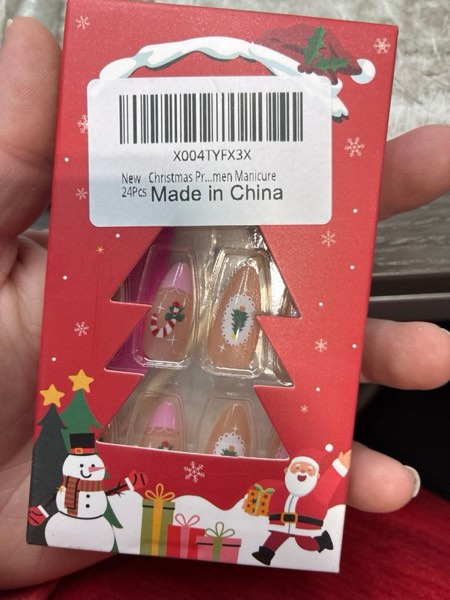 X004TYFX3X
New - Christmas Pr...men Manicure
24Pcs Made in China